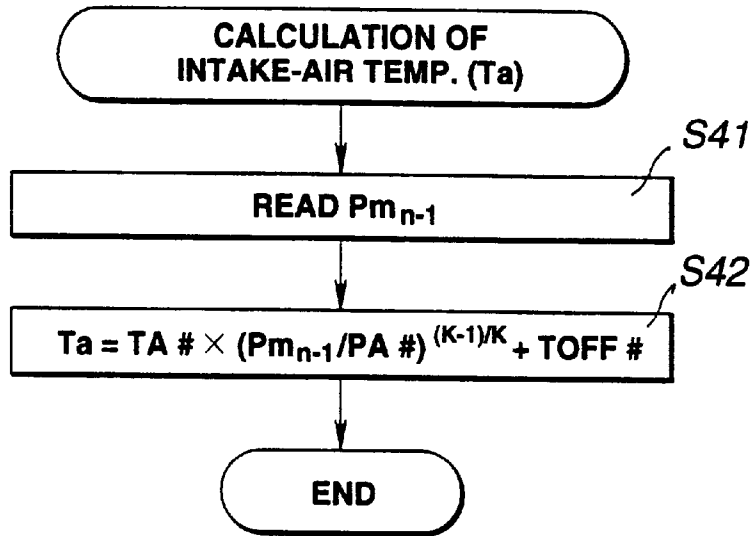 CALCULATION OF
INTAKE-AIR TEMP. (Ta)
S41
READ Pmn-1
S42
Ta = TA # × (Pmn-1/PA #) (K-1)/K + TOFF #
END